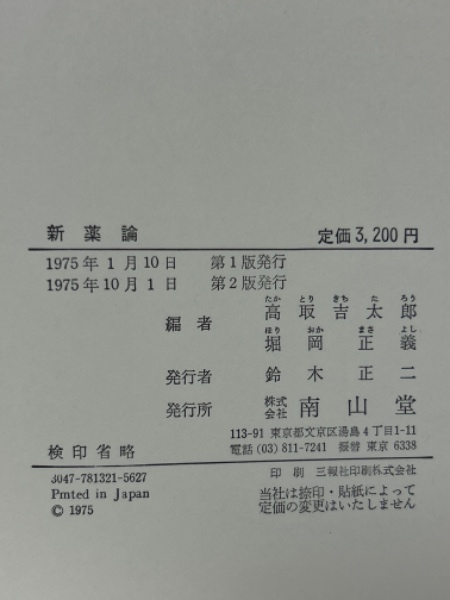 新薬論 定価3,200円
1975年1月10日 第1版発行
1975年10月1日 第2版発行
たか とり きち た ろう
編者 高取吉太郎
ほり おか まさ よし
堀岡正義
発行者 鈴木正二
発行所 株式会社 南山堂
113-91 東京都文京区湯島4丁目1-11
電話(03)811-7241 振替 東京 6338
検印省略
3047-781321-5627
Printed in Japan
© 1975
印刷 三報社印刷株式会社
当社は捺印・貼紙によって
定価の変更はいたしません